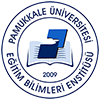 PAMUKKALE ÜNİVERSİTESİ
2009
EĞİTİM BİLİMLERİ ENSTİTÜSÜ